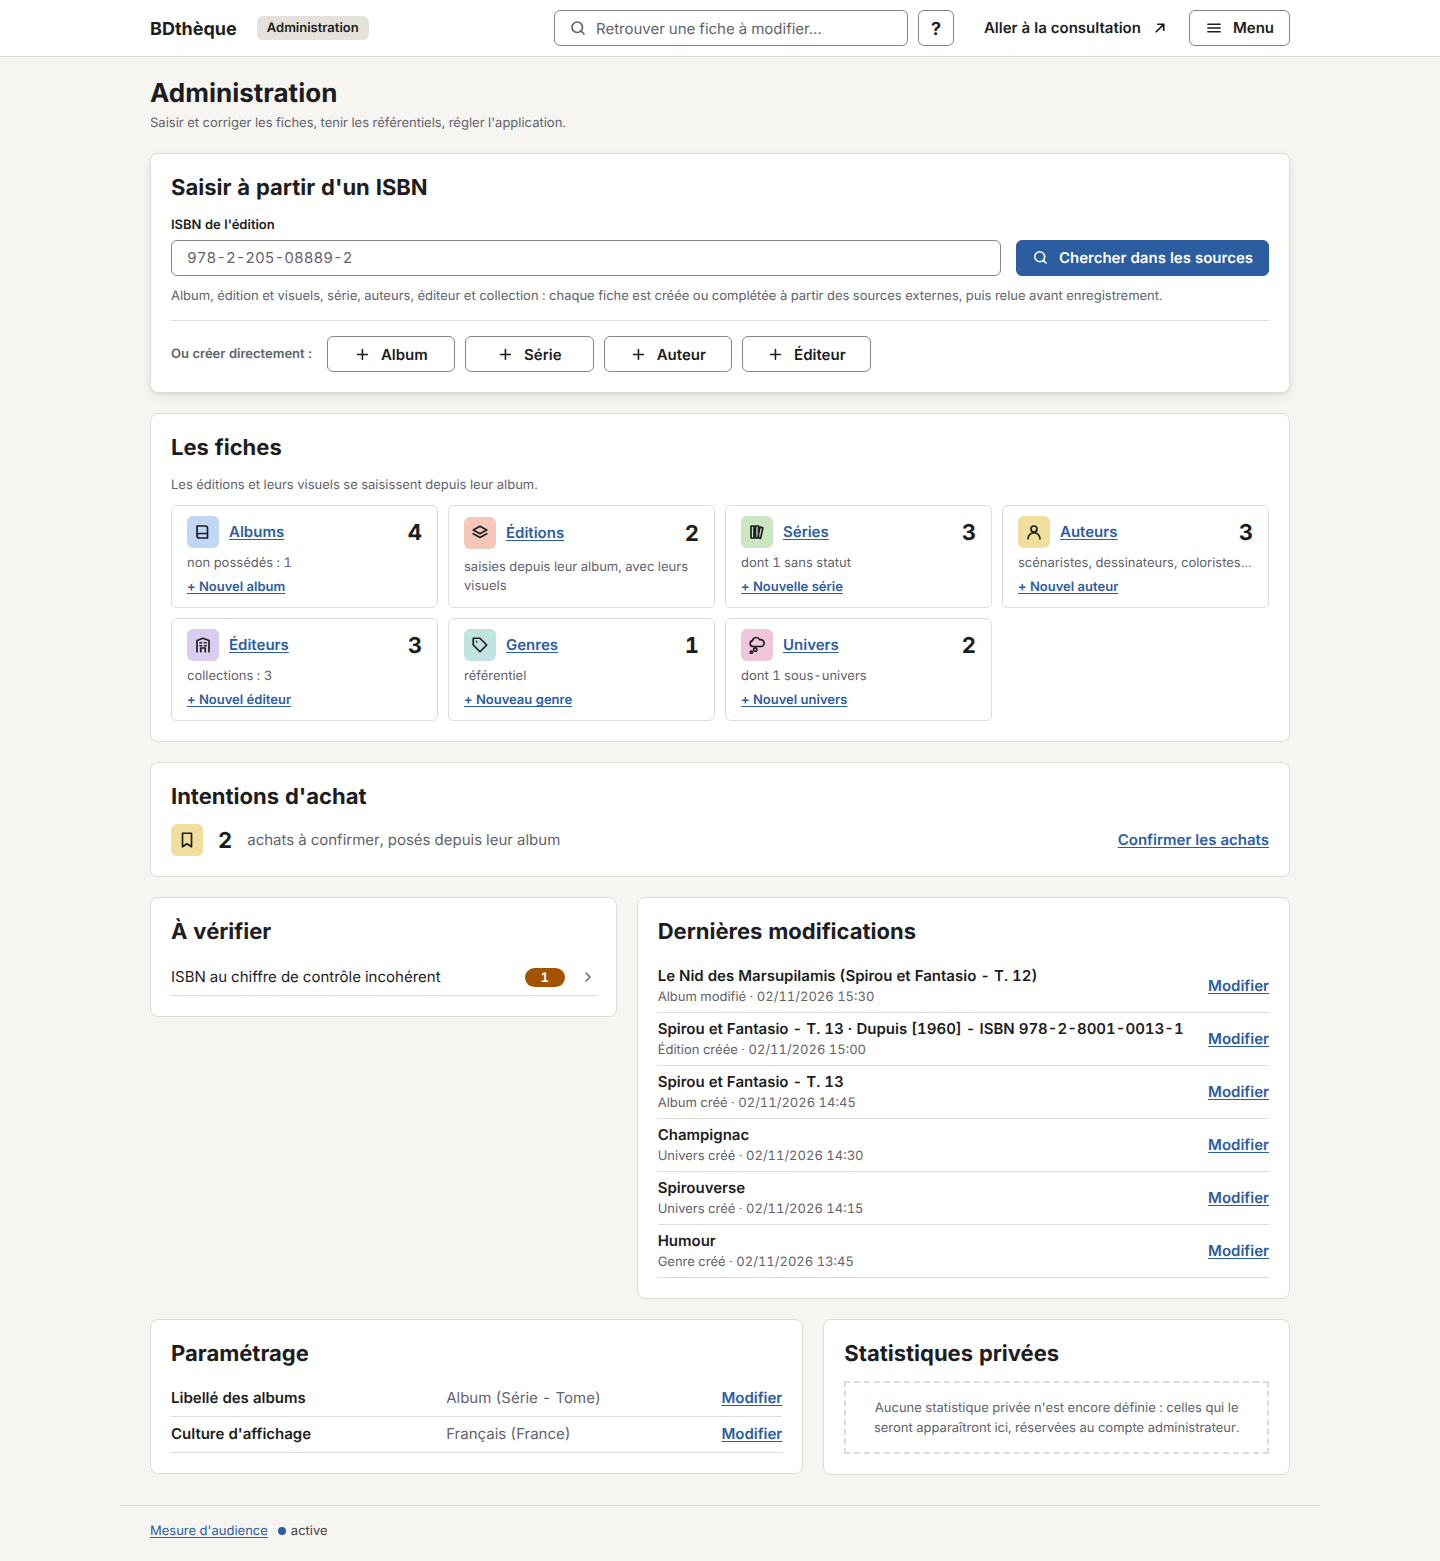 BDthèque
Administration
Retrouver une fiche à modifier...
?
Aller à la consultation
Menu
Administration
Saisir et corriger les fiches, tenir les référentiels, régler l'application.
Saisir à partir d'un ISBN
ISBN de l'édition
978-2-205-08889-2
Chercher dans les sources
Album, édition et visuels, série, auteurs, éditeur et collection : chaque fiche est créée ou complétée à partir des sources externes, puis relue avant enregistrement.
Ou créer directement :
+ Album
+ Série
+ Auteur
+ Éditeur
Les fiches
Les éditions et leurs visuels se saisissent depuis leur album.
Albums 4
non possédés : 1
+ Nouvel album
Éditions 2
saisies depuis leur album, avec leurs
visuels
Séries 3
dont 1 sans statut
+ Nouvelle série
Auteurs 3
scénaristes, dessinateurs, coloristes...
+ Nouvel auteur
Éditeurs 3
collections : 3
+ Nouvel éditeur
Genres 1
référentiel
+ Nouveau genre
Univers 2
dont 1 sous-univers
+ Nouvel univers
Intentions d'achat
2 achats à confirmer, posés depuis leur album
Confirmer les achats
À vérifier
ISBN au chiffre de contrôle incohérent 1
Dernières modifications
Le Nid des Marsupilamis (Spirou et Fantasio - T. 12)
Album modifié · 02/11/2026 15:30
Modifier
Spirou et Fantasio - T. 13 · Dupuis [1960] - ISBN 978-2-8001-0013-1
Édition créée · 02/11/2026 15:00
Modifier
Spirou et Fantasio - T. 13
Album créé · 02/11/2026 14:45
Modifier
Champignac
Univers créé · 02/11/2026 14:30
Modifier
Spirouverse
Univers créé · 02/11/2026 14:15
Modifier
Humour
Genre créé · 02/11/2026 13:45
Modifier
Paramétrage
Libellé des albums Album (Série - Tome) Modifier
Culture d'affichage Français (France) Modifier
Statistiques privées
Aucune statistique privée n'est encore définie : celles qui le
seront apparaîtront ici, réservées au compte administrateur.
Mesure d'audience active